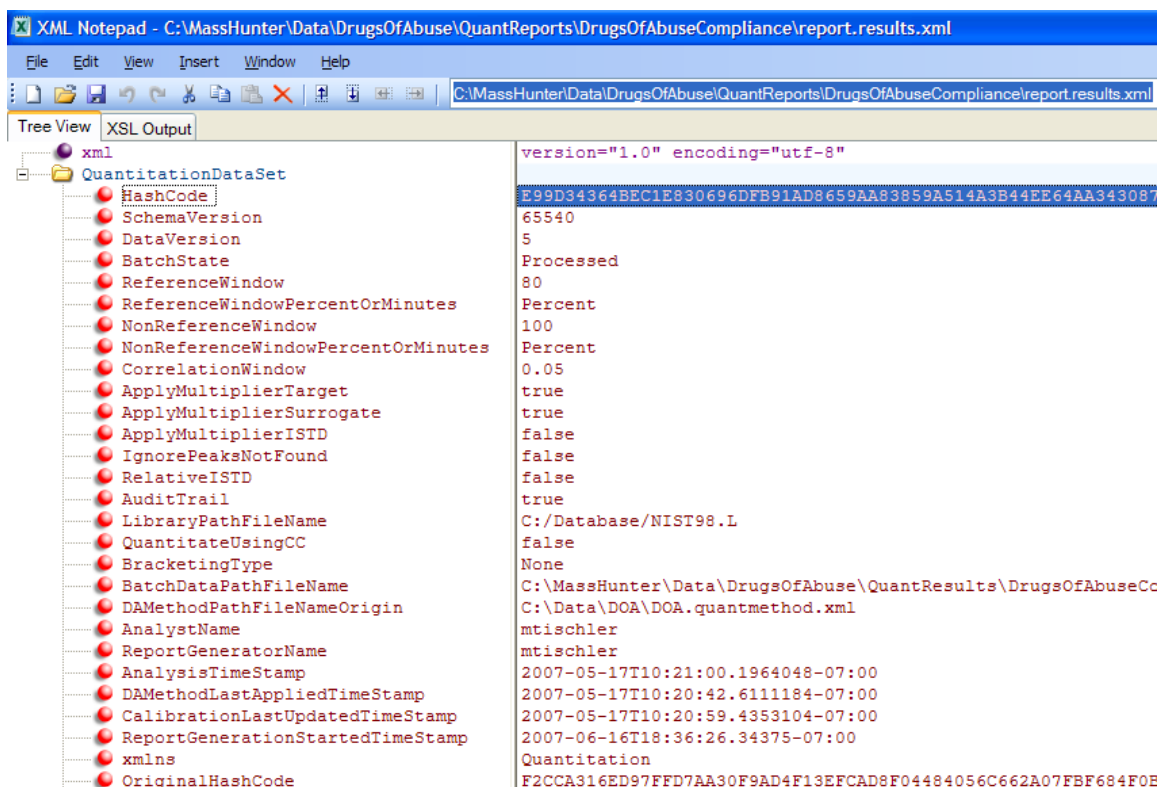 XML Notepad - C:\MassHunter\Data\DrugsOfAbuse\QuantReports\DrugsOfAbuseCompliance\report.results.xml
File Edit View Insert Window Help
C:\MassHunter\Data\DrugsOfAbuse\QuantReports\DrugsOfAbuseCompliance\report.results.xml
Tree View XSL Output
xml version="1.0" encoding="utf-8"
QuantitationDataSet
HashCode E99D34364BEC1E830696DFB91AD8659AA83859A514A3B44EE64AA343087
SchemaVersion 65540
DataVersion 5
BatchState Processed
ReferenceWindow 80
ReferenceWindowPercentOrMinutes Percent
NonReferenceWindow 100
NonReferenceWindowPercentOrMinutes Percent
CorrelationWindow 0.05
ApplyMultiplierTarget true
ApplyMultiplierSurrogate true
ApplyMultiplierISTD false
IgnorePeaksNotFound false
RelativeISTD false
AuditTrail true
LibraryPathFileName C:/Database/NIST98.L
QuantitateUsingCC false
BracketingType None
BatchDataPathFileName C:\MassHunter\Data\DrugsOfAbuse\QuantResults\DrugsOfAbuseCo
DAMethodPathFileNameOrigin C:\Data\DOA\DOA.quantmethod.xml
AnalystName mtischler
ReportGeneratorName mtischler
AnalysisTimeStamp 2007-05-17T10:21:00.1964048-07:00
DAMethodLastAppliedTimeStamp 2007-05-17T10:20:42.6111184-07:00
CalibrationLastUpdatedTimeStamp 2007-05-17T10:20:59.4353104-07:00
ReportGenerationStartedTimeStamp 2007-06-16T18:36:26.34375-07:00
xmlns Quantitation
OriginalHashCode F2CCA316ED97FFD7AA30F9AD4F13EFCAD8F04484056C662A07FBF684F0B